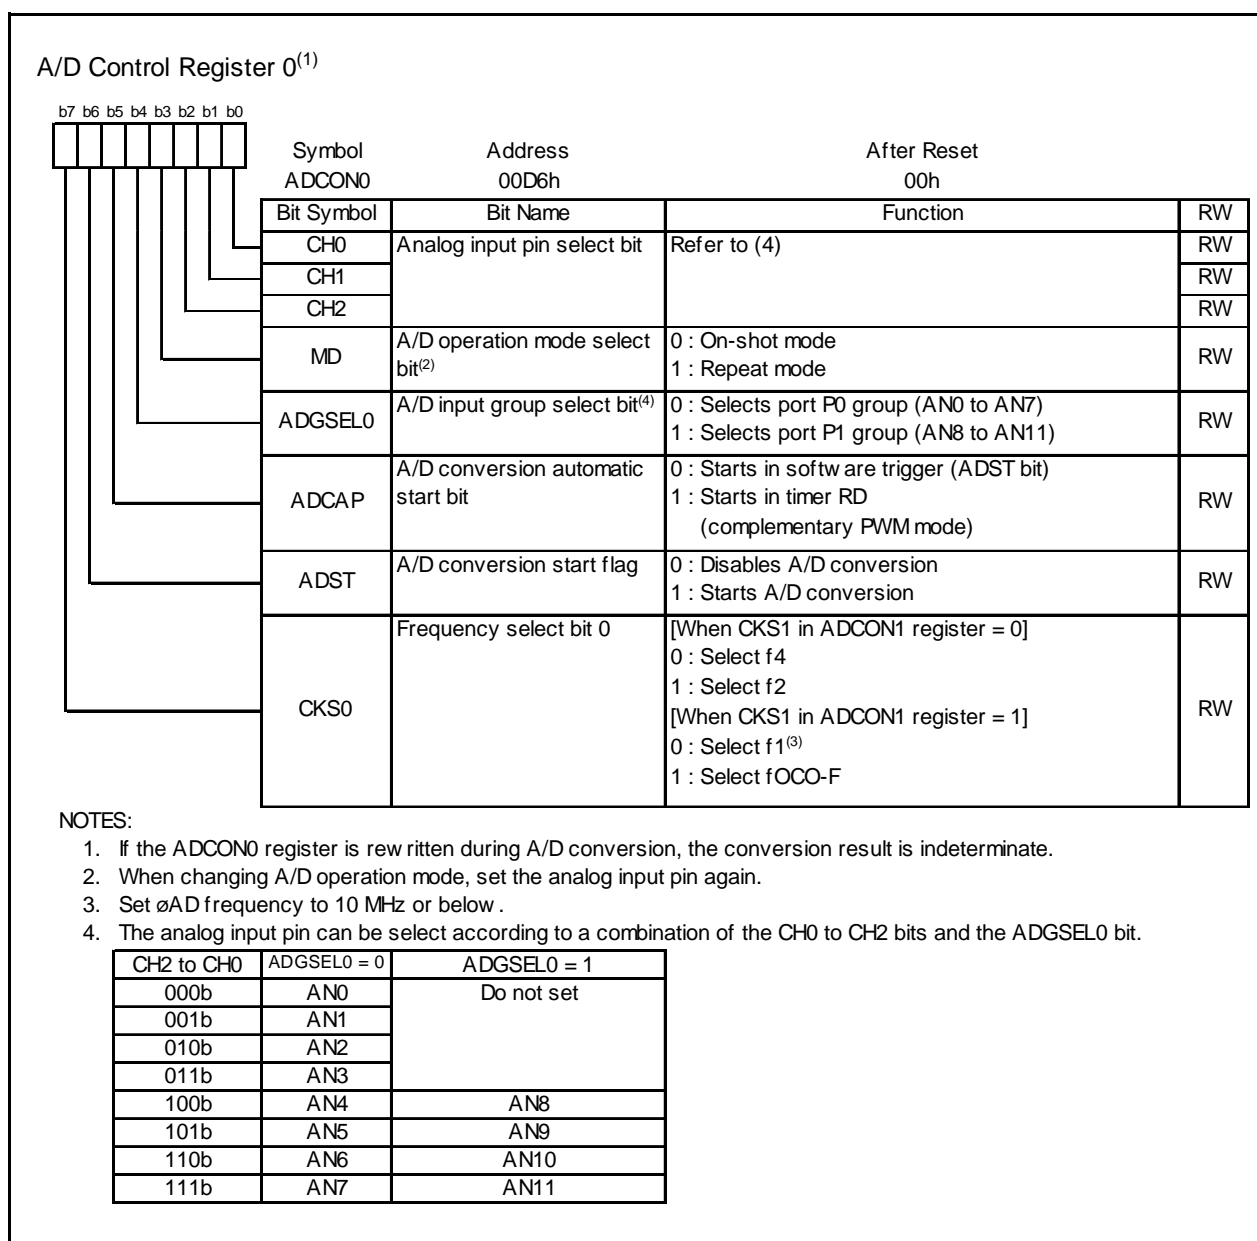 A/D Control Register 0(1)
b7 b6 b5 b4 b3 b2 b1 b0
Symbol Address After Reset
ADCON0 00D6h 00h
Bit Symbol Bit Name Function RW
CH0 Analog input pin select bit Refer to (4) RW
CH1 RW
CH2 RW
MD A/D operation mode select bit(2) 0 : On-shot mode RW
1 : Repeat mode
ADGSEL0 A/D input group select bit(4) 0 : Selects port P0 group (AN0 to AN7) RW
1 : Selects port P1 group (AN8 to AN11)
ADCAP A/D conversion automatic start bit 0 : Starts in software trigger (ADST bit) RW
1 : Starts in timer RD
(complementary PWM mode)
ADST A/D conversion start flag 0 : Disables A/D conversion RW
1 : Starts A/D conversion
CKS0 Frequency select bit 0 [When CKS1 in ADCON1 register = 0] RW
0 : Select f4
1 : Select f2
[When CKS1 in ADCON1 register = 1]
0 : Select f1(3)
1 : Select fOCO-F
NOTES:
1. If the ADCON0 register is rewritten during A/D conversion, the conversion result is indeterminate.
2. When changing A/D operation mode, set the analog input pin again.
3. Set øAD frequency to 10 MHz or below.
4. The analog input pin can be select according to a combination of the CH0 to CH2 bits and the ADGSEL0 bit.
CH2 to CH0 ADGSEL0 = 0 ADGSEL0 = 1
000b AN0 Do not set
001b AN1
010b AN2
011b AN3
100b AN4 AN8
101b AN5 AN9
110b AN6 AN10
111b AN7 AN11